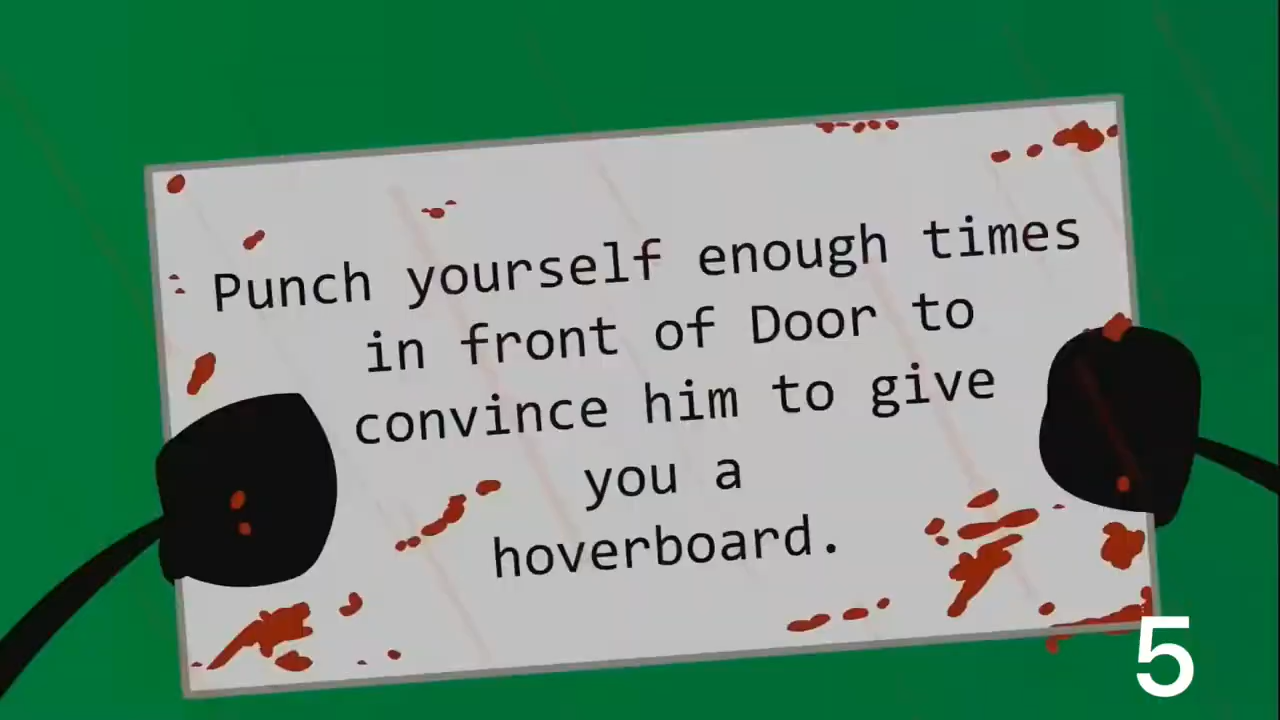 Punch yourself enough times
in front of Door to
convince him to give
you a
hoverboard.
5